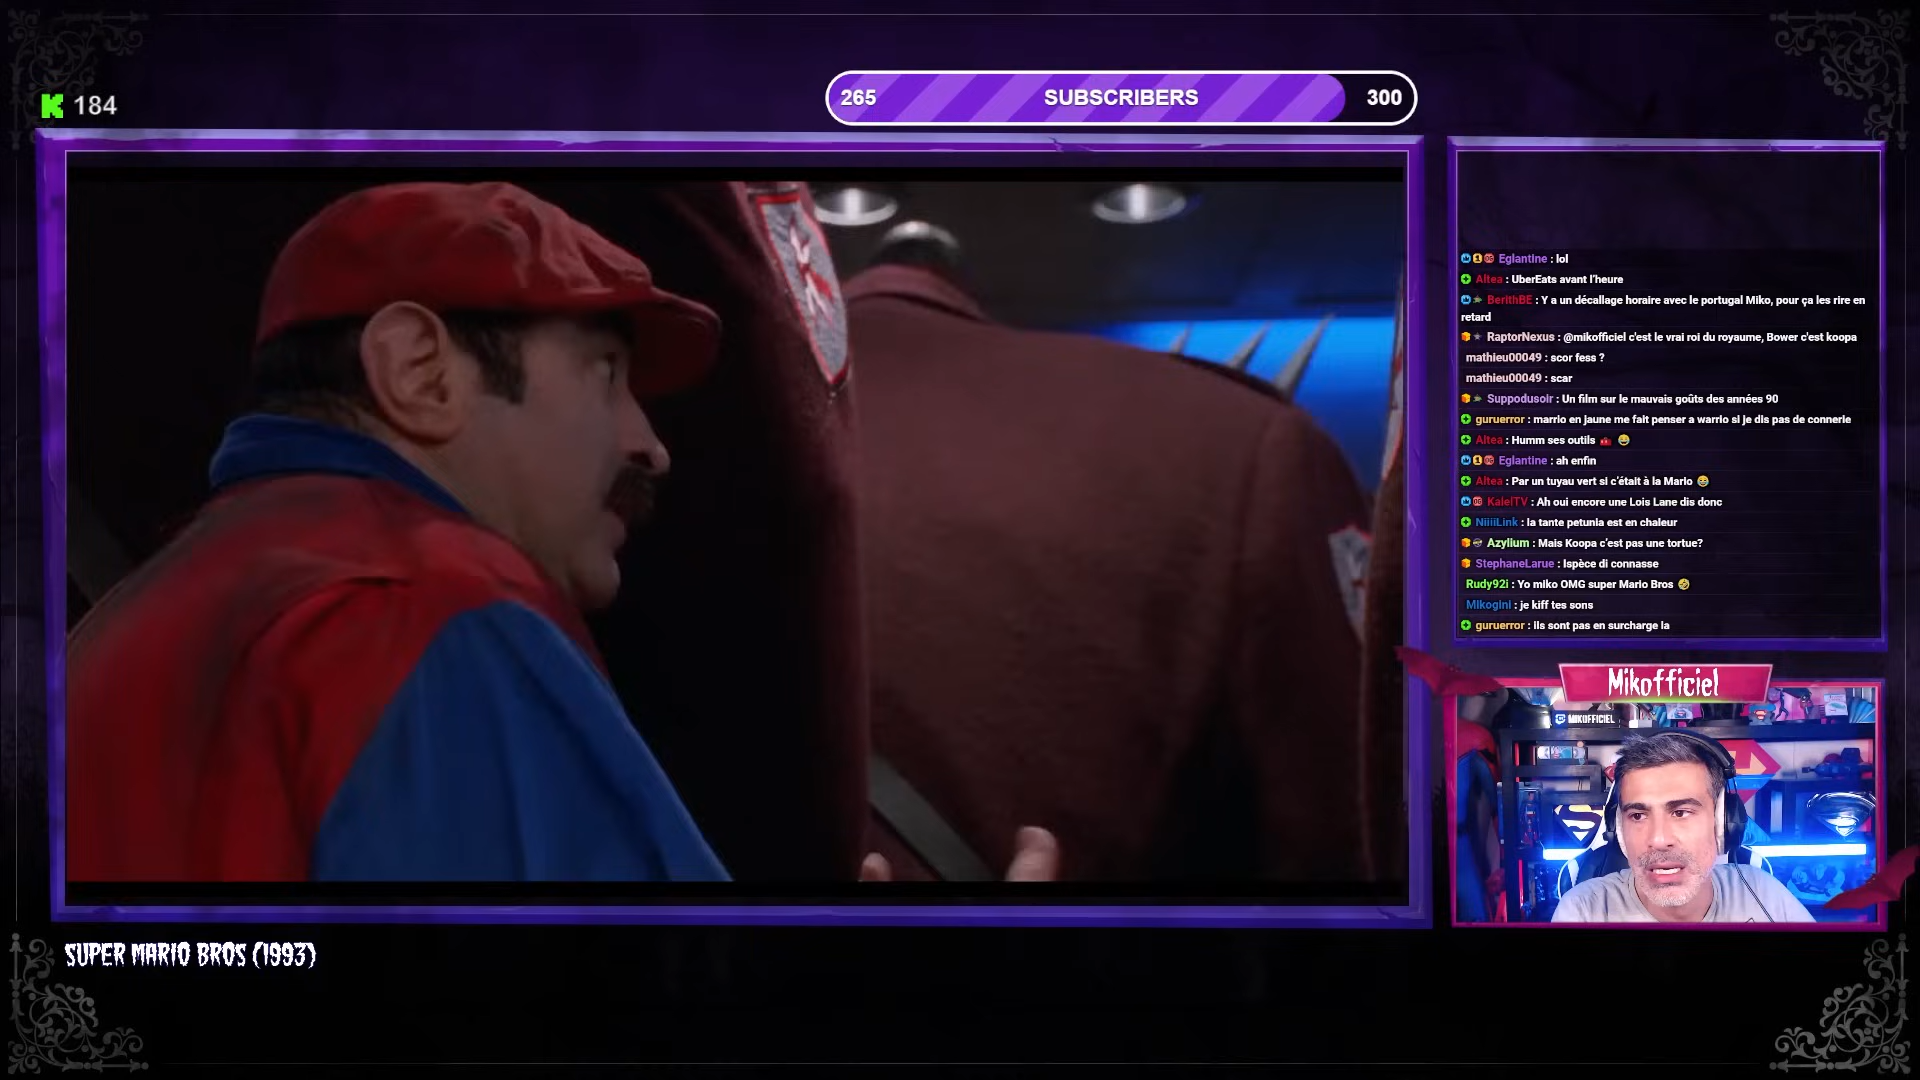 184
265 SUBSCRIBERS 300
Eglantine : lol
Altea : UberEats avant l'heure
BerithBE : Y a un décallage horaire avec le portugal Miko, pour ça les rire en
retard
RaptorNexus : @mikofficiel c'est le vrai roi du royaume, Bower c'est koopa
mathieu00049 : scor fess ?
mathieu00049 : scar
Suppodusoir : Un film sur le mauvais goûts des années 90
guruerror : marrio en jaune me fait penser a warrio si je dis pas de connerie
Altea : Humm ses outils 🧰 😂
Eglantine : ah enfin
Altea : Par un tuyau vert si c'était à la Mario 😂
KalelTV : Ah oui encore une Lois Lane dis donc
NiiiiLink : la tante petunia est en chaleur
Azylium : Mais Koopa c'est pas une tortue?
StephaneLarue : Ispèce di connasse
Rudy92i : Yo miko OMG super Mario Bros 🤣
Mikogini : je kiff tes sons
guruerror : ils sont pas en surcharge la
Mikofficiel
MIKOFFICIEL
SUPER MARIO BROS (1993)